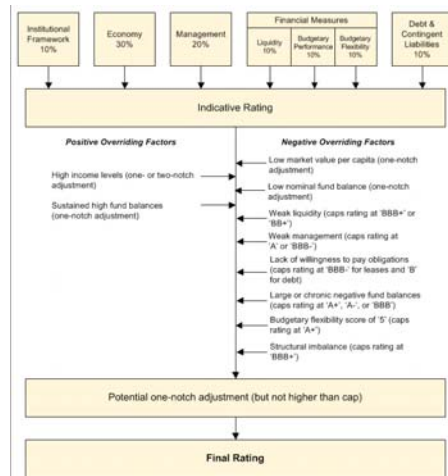 Institutional
Framework
10%
Economy
30%
Management
20%
Financial Measures
Liquidity
10%
Budgetary
Performance
10%
Budgetary
Flexibility
10%
Debt &
Contingent
Liabilities
10%
Indicative Rating
Positive Overriding Factors
High income levels (one- or two-notch
adjustment)
Sustained high fund balances
(one-notch adjustment)
Negative Overriding Factors
Low market value per capita (one-notch
adjustment)
Low nominal fund balance (one-notch
adjustment)
Weak liquidity (caps rating at 'BBB+' or
'BB+')
Weak management (caps rating at
'A' or 'BBB-')
Lack of willingness to pay obligations
(caps rating at 'BBB-' for leases and 'B'
for debt)
Large or chronic negative fund balances
(caps rating at 'A+', 'A-', or 'BBB')
Budgetary flexibility score of '5' (caps
rating at 'A+')
Structural imbalance (caps rating at
'BBB+')
Potential one-notch adjustment (but not higher than cap)
Final Rating